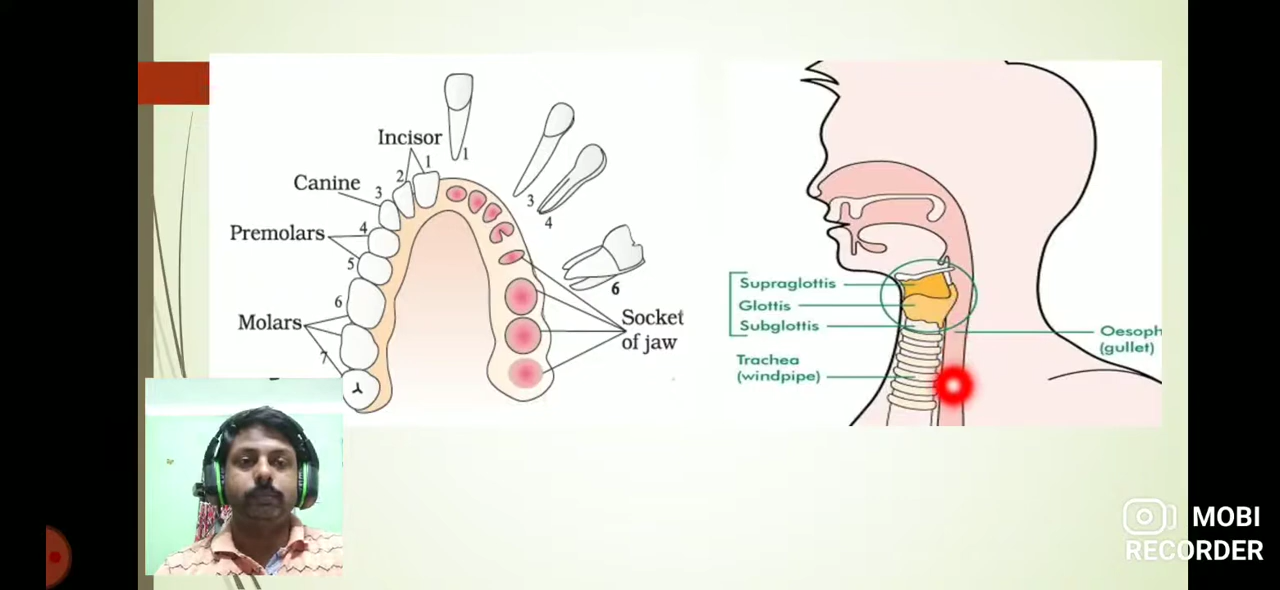 Incisor
1
1
2
Canine
3
3
4
Premolars
4
5
6
6
Molars
7
Socket
of jaw
Supraglottis
Glottis
Subglottis
Oesoph
(gullet)
Trachea
(windpipe)
MOBI
RECORDER